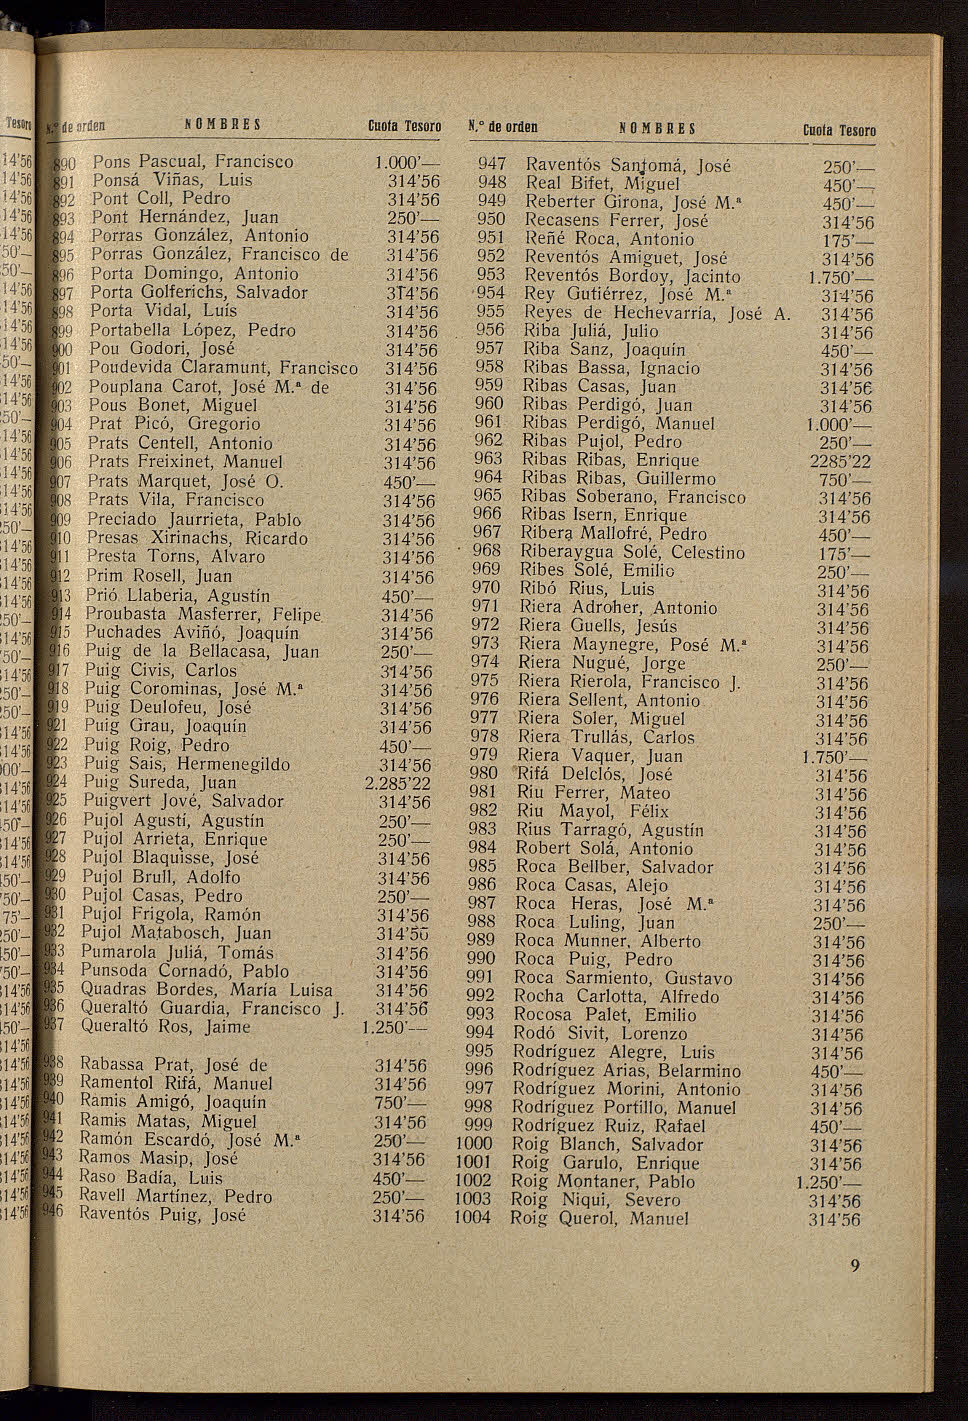 N.º de orden NOMBRES Cuota Tesoro
890 Pons Pascual, Francisco 1.000'—
891 Ponsá Viñas, Luis 314'56
892 Pont Coll, Pedro 314'56
893 Pont Hernández, Juan 250'—
894 Porras González, Antonio 314'56
895 Porras González, Francisco de 314'56
896 Porta Domingo, Antonio 314'56
897 Porta Golferichs, Salvador 314'56
898 Porta Vidal, Luis 314'56
899 Portabella López, Pedro 314'56
900 Pou Godori, José 314'56
901 Poudevida Claramunt, Francisco 314'56
902 Pouplana Carot, José M.ª de 314'56
903 Pous Bonet, Miguel 314'56
904 Prat Picó, Gregorio 314'56
905 Prats Centell, Antonio 314'56
906 Prats Freixinet, Manuel 314'56
907 Prats Marquet, José O. 450'—
908 Prats Vila, Francisco 314'56
909 Preciado Jaurrieta, Pablo 314'56
910 Presas Xirinachs, Ricardo 314'56
911 Presta Torns, Alvaro 314'56
912 Prim Rosell, Juan 314'56
913 Prió Llaberia, Agustín 450'—
914 Proubasta Masferrer, Felipe 314'56
915 Puchades Aviñó, Joaquín 314'56
916 Puig de la Bellacasa, Juan 250'—
917 Puig Civis, Carlos 314'56
918 Puig Corominas, José M.ª 314'56
919 Puig Deulofeu, José 314'56
921 Puig Grau, Joaquín 314'56
922 Puig Roig, Pedro 450'—
923 Puig Sais, Hermenegildo 314'56
924 Puig Sureda, Juan 2.285'22
925 Puigvert Jové, Salvador 314'56
926 Pujol Agustí, Agustín 250'—
927 Pujol Arrieta, Enrique 250'—
928 Pujol Blaquisse, José 314'56
929 Pujol Brull, Adolfo 314'56
930 Pujol Casas, Pedro 250'—
931 Pujol Frigola, Ramón 314'56
932 Pujol Matabosch, Juan 314'56
933 Pumarola Juliá, Tomás 314'56
934 Punsoda Cornadó, Pablo 314'56
935 Quadras Bordes, María Luisa 314'56
936 Queraltó Guardia, Francisco J. 314'56
937 Queraltó Ros, Jaime 1.250'—
938 Rabassa Prat, José de 314'56
939 Ramentol Rifá, Manuel 314'56
940 Ramis Amigó, Joaquín 750'—
941 Ramis Matas, Miguel 314'56
942 Ramón Escardó, José M.ª 250'—
943 Ramos Masip, José 314'56
944 Raso Badía, Luis 450'—
945 Ravell Martínez, Pedro 250'—
946 Raventós Puig, José 314'56
N.º de orden NOMBRES Cuota Tesoro
947 Raventós Santomá, José 250'—
948 Real Bifet, Miguel 450'—
949 Reberter Girona, José M.ª 450'—
950 Recasens Ferrer, José 314'56
951 Reñé Roca, Antonio 175'—
952 Reventós Amiguet, José 314'56
953 Reventós Bordoy, Jacinto 1.750'—
954 Rey Gutiérrez, José M.ª 314'56
955 Reyes de Hechevarría, José A. 314'56
956 Riba Juliá, Julio 314'56
957 Riba Sanz, Joaquín 450'—
958 Ribas Bassa, Ignacio 314'56
959 Ribas Casas, Juan 314'56
960 Ribas Perdigó, Juan 314'56
961 Ribas Perdigó, Manuel 1.000'—
962 Ribas Pujol, Pedro 250'—
963 Ribas Ribas, Enrique 2285'22
964 Ribas Ribas, Guillermo 750'—
965 Ribas Soberano, Francisco 314'56
966 Ribas Isern, Enrique 314'56
967 Ribera Mallofré, Pedro 450'—
968 Riberaygua Solé, Celestino 175'—
969 Ribes Solé, Emilio 250'—
970 Ribó Rius, Luis 314'56
971 Riera Adroher, Antonio 314'56
972 Riera Guells, Jesús 314'56
973 Riera Maynegre, Posé M.ª 314'56
974 Riera Nugué, Jorge 250'—
975 Riera Rierola, Francisco J. 314'56
976 Riera Sellent, Antonio 314'56
977 Riera Soler, Miguel 314'56
978 Riera Trullás, Carlos 314'56
979 Riera Vaquer, Juan 1.750'—
980 Rifá Delclós, José 314'56
981 Riu Ferrer, Mateo 314'56
982 Riu Mayol, Félix 314'56
983 Rius Tarragó, Agustín 314'56
984 Robert Solá, Antonio 314'56
985 Roca Bellber, Salvador 314'56
986 Roca Casas, Alejo 314'56
987 Roca Heras, José M.ª 314'56
988 Roca Luling, Juan 250'—
989 Roca Munner, Alberto 314'56
990 Roca Puig, Pedro 314'56
991 Roca Sarmiento, Gustavo 314'56
992 Rocha Carlotta, Alfredo 314'56
993 Rocosa Palet, Emilio 314'56
994 Rodó Sivit, Lorenzo 314'56
995 Rodríguez Alegre, Luis 314'56
996 Rodríguez Arias, Belarmino 450'—
997 Rodríguez Morini, Antonio 314'56
998 Rodríguez Portillo, Manuel 314'56
999 Rodríguez Ruiz, Rafael 450'—
1000 Roig Blanch, Salvador 314'56
1001 Roig Garulo, Enrique 314'56
1002 Roig Montaner, Pablo 1.250'—
1003 Roig Niqui, Severo 314'56
1004 Roig Querol, Manuel 314'56
9